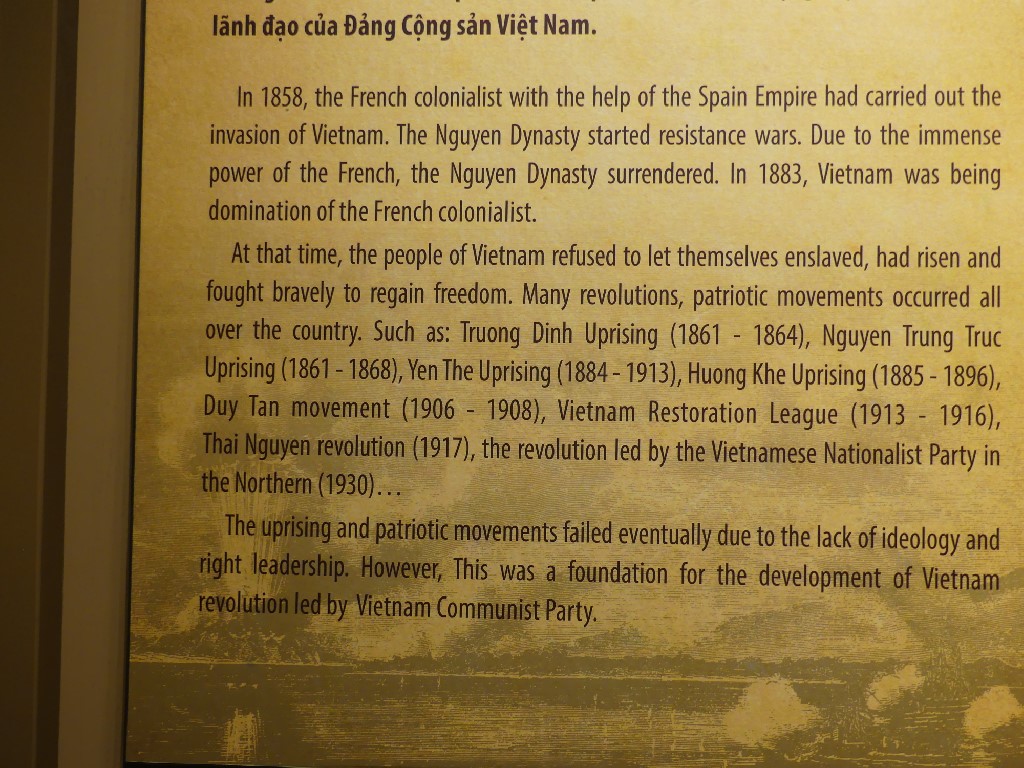 lãnh đạo của Đảng Cộng sản Việt Nam.
In 1858, the French colonialist with the help of the Spain Empire had carried out the
invasion of Vietnam. The Nguyen Dynasty started resistance wars. Due to the immense
power of the French, the Nguyen Dynasty surrendered. In 1883, Vietnam was being
domination of the French colonialist.
At that time, the people of Vietnam refused to let themselves enslaved, had risen and
fought bravely to regain freedom. Many revolutions, patriotic movements occurred all
over the country. Such as: Truong Dinh Uprising (1861 - 1864), Nguyen Trung Truc
Uprising (1861 - 1868), Yen The Uprising (1884 - 1913), Huong Khe Uprising (1885 - 1896),
Duy Tan movement (1906 - 1908), Vietnam Restoration League (1913 - 1916),
Thai Nguyen revolution (1917), the revolution led by the Vietnamese Nationalist Party in
the Northern (1930)...
The uprising and patriotic movements failed eventually due to the lack of ideology and
right leadership. However, This was a foundation for the development of Vietnam
revolution led by Vietnam Communist Party.